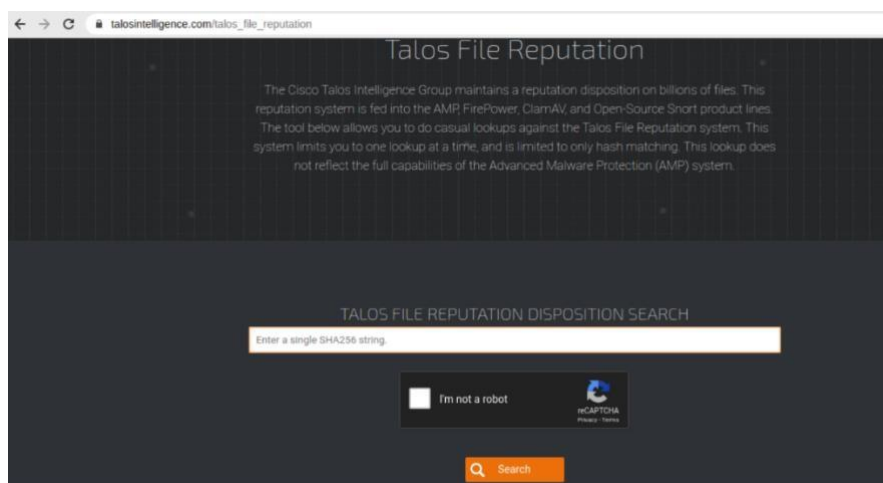 talosintelligence.com/talos_file_reputation
Talos File Reputation
The Cisco Talos Intelligence Group maintains a reputation disposition on billions of files. This
reputation system is fed into the AMP, FirePower, ClamAV, and Open-Source Snort product lines.
The tool below allows you to do casual lookups against the Talos File Reputation system. This
system limits you to one lookup at a time, and is limited to only hash matching. This lookup does
not reflect the full capabilities of the Advanced Malware Protection (AMP) system.
TALOS FILE REPUTATION DISPOSITION SEARCH
Enter a single SHA256 string.
I'm not a robot
reCAPTCHA
Privacy - Terms
Search